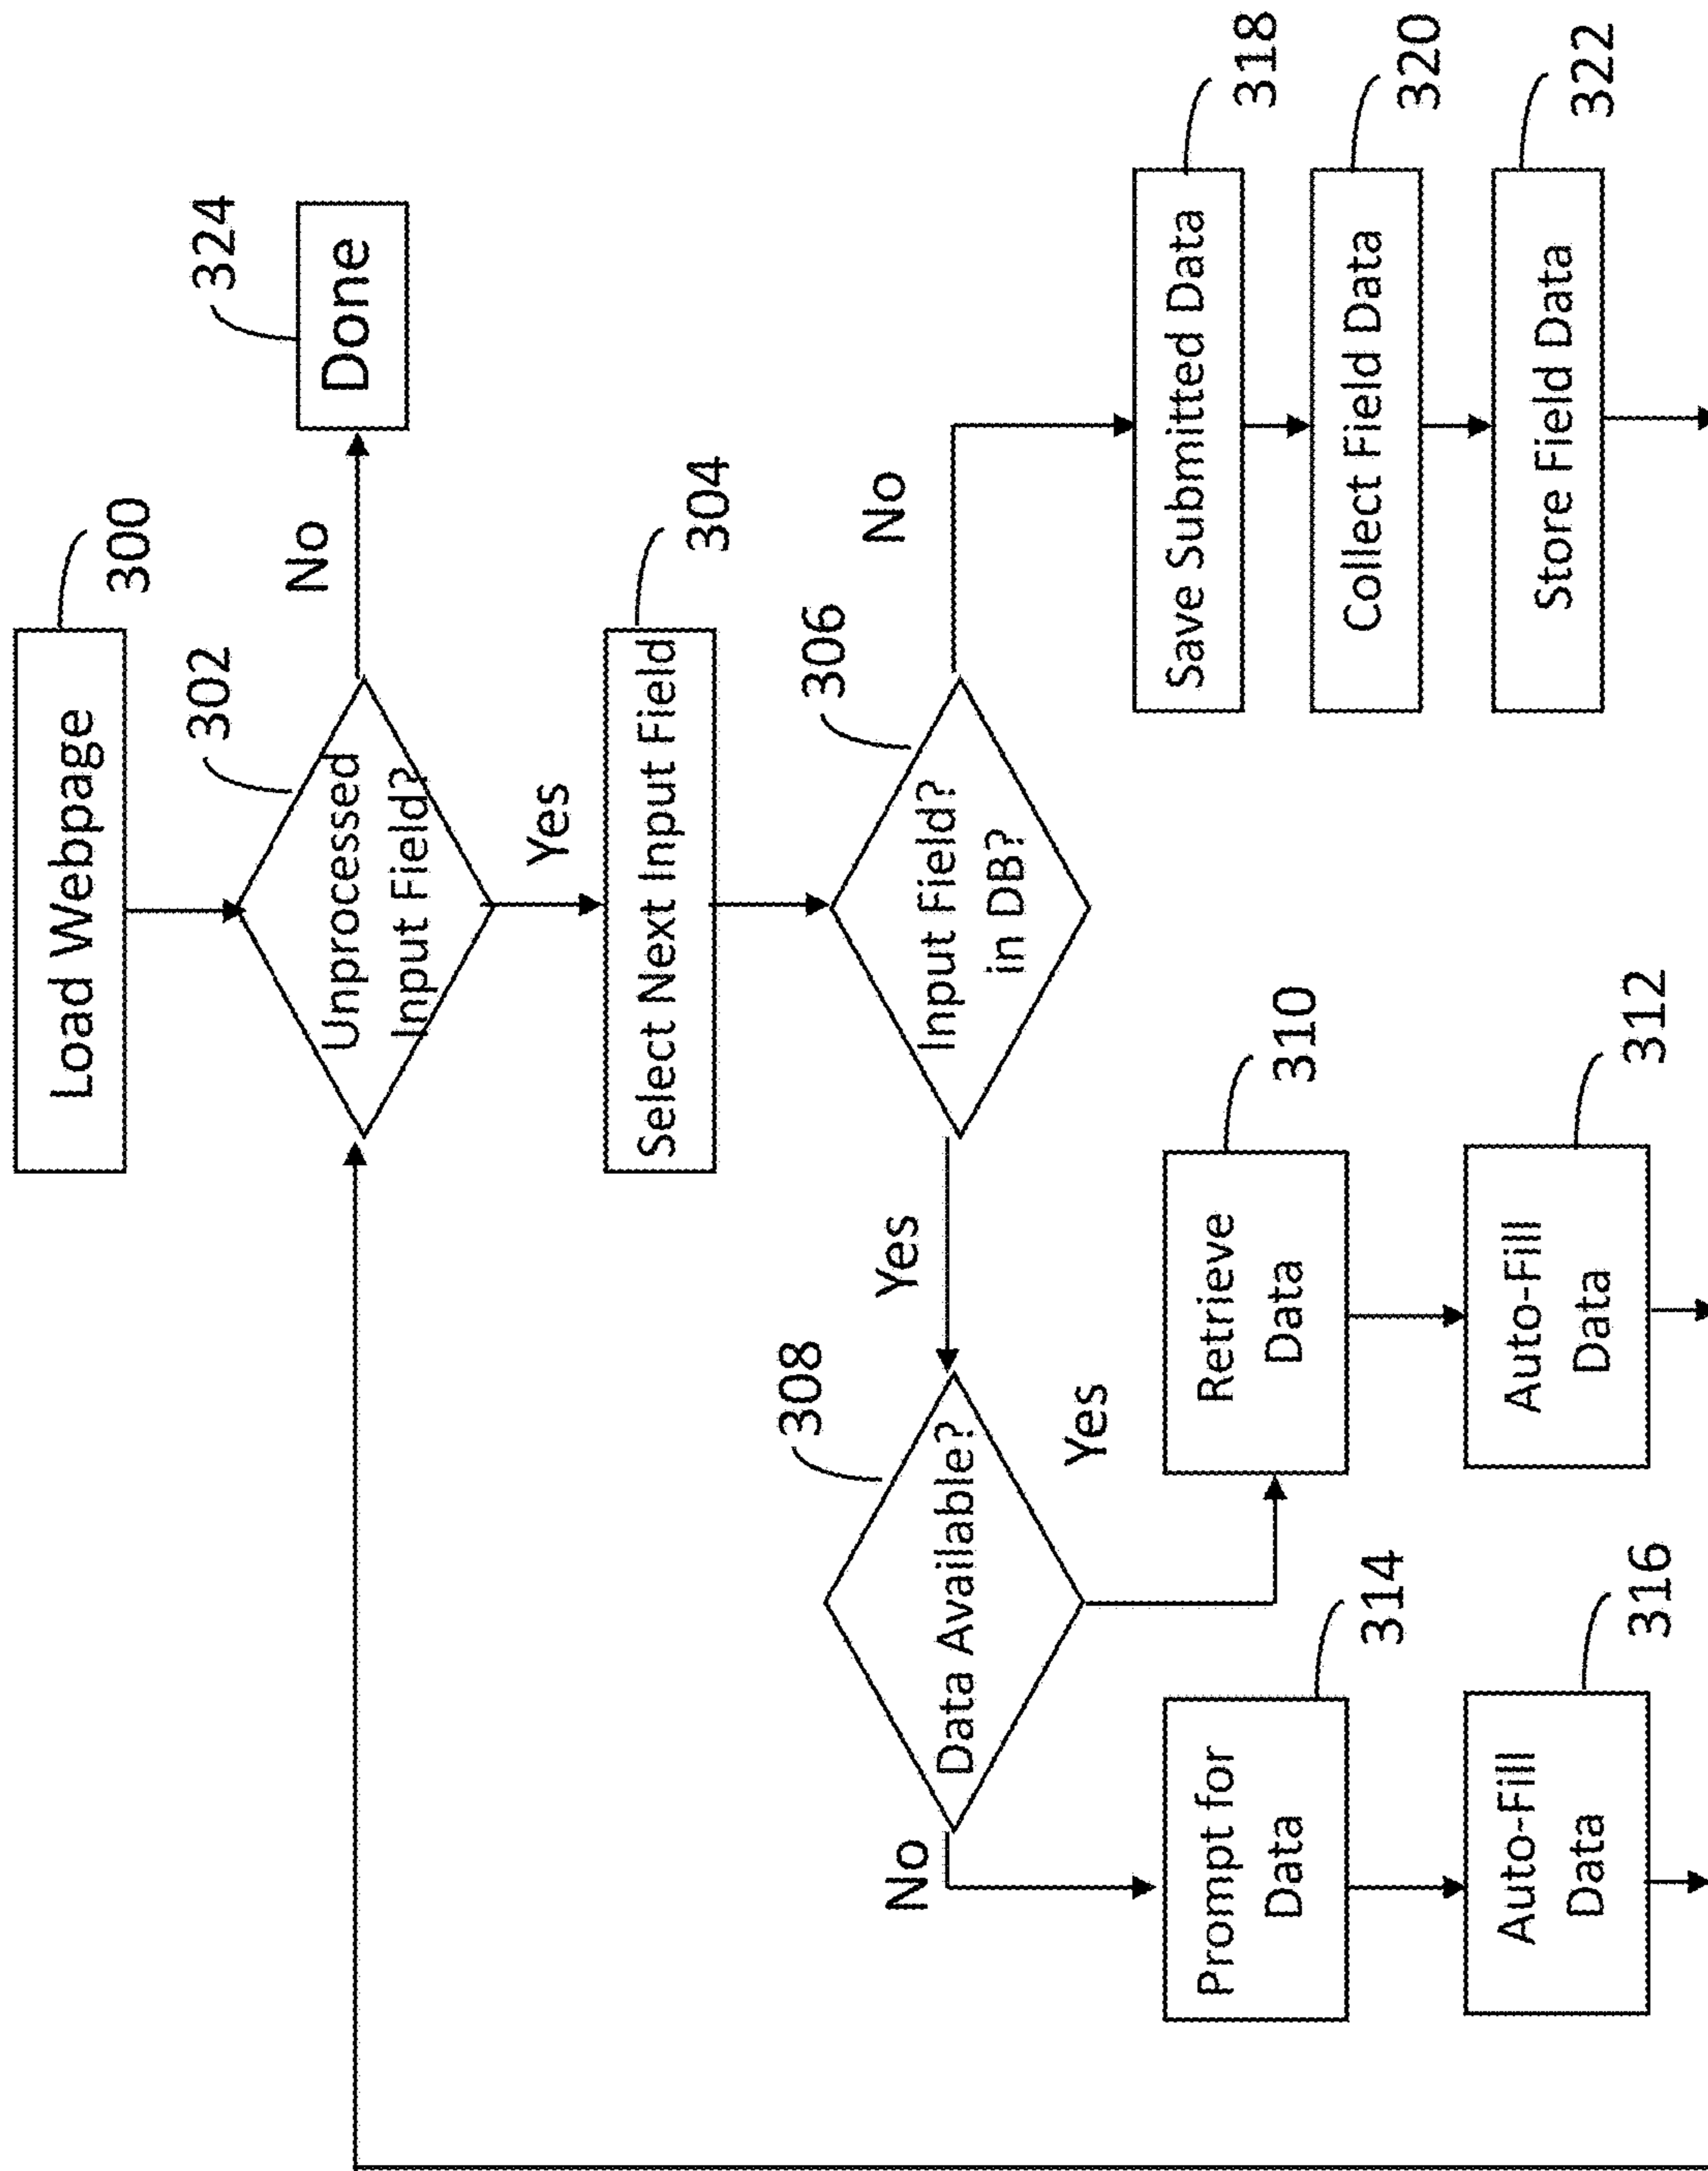 Load Webpage
300
302
Unprocessed
Input Field?
No
324
Done
Yes
304
Select Next Input Field
306
Input Field?
in DB?
No
Yes
308
Data Available?
Yes
No
318
Save Submitted Data
320
Collect Field Data
322
Store Field Data
310
Retrieve
Data
312
Auto-Fill
Data
314
Prompt for
Data
316
Auto-Fill
Data